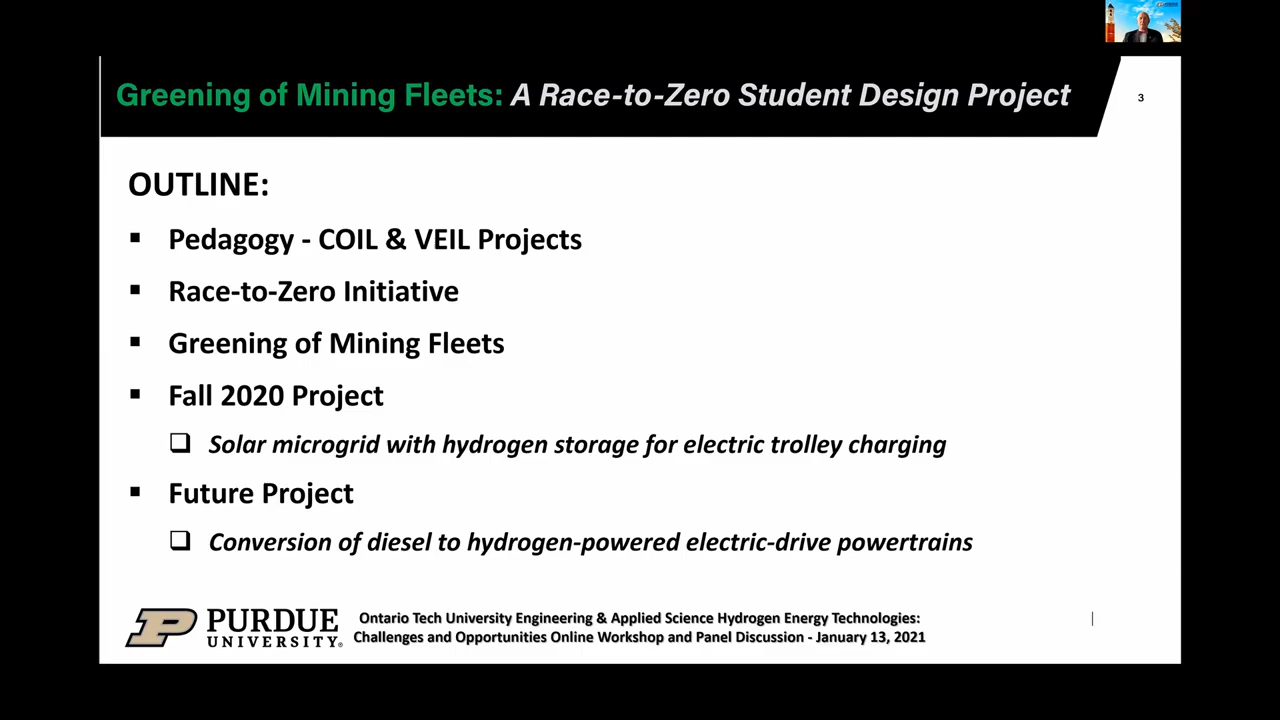 Greening of Mining Fleets: A Race-to-Zero Student Design Project
3
OUTLINE:
▪ Pedagogy - COIL & VEIL Projects
▪ Race-to-Zero Initiative
▪ Greening of Mining Fleets
▪ Fall 2020 Project
❑ Solar microgrid with hydrogen storage for electric trolley charging
▪ Future Project
❑ Conversion of diesel to hydrogen-powered electric-drive powertrains
P PURDUE
UNIVERSITY®
Ontario Tech University Engineering & Applied Science Hydrogen Energy Technologies:
Challenges and Opportunities Online Workshop and Panel Discussion - January 13, 2021